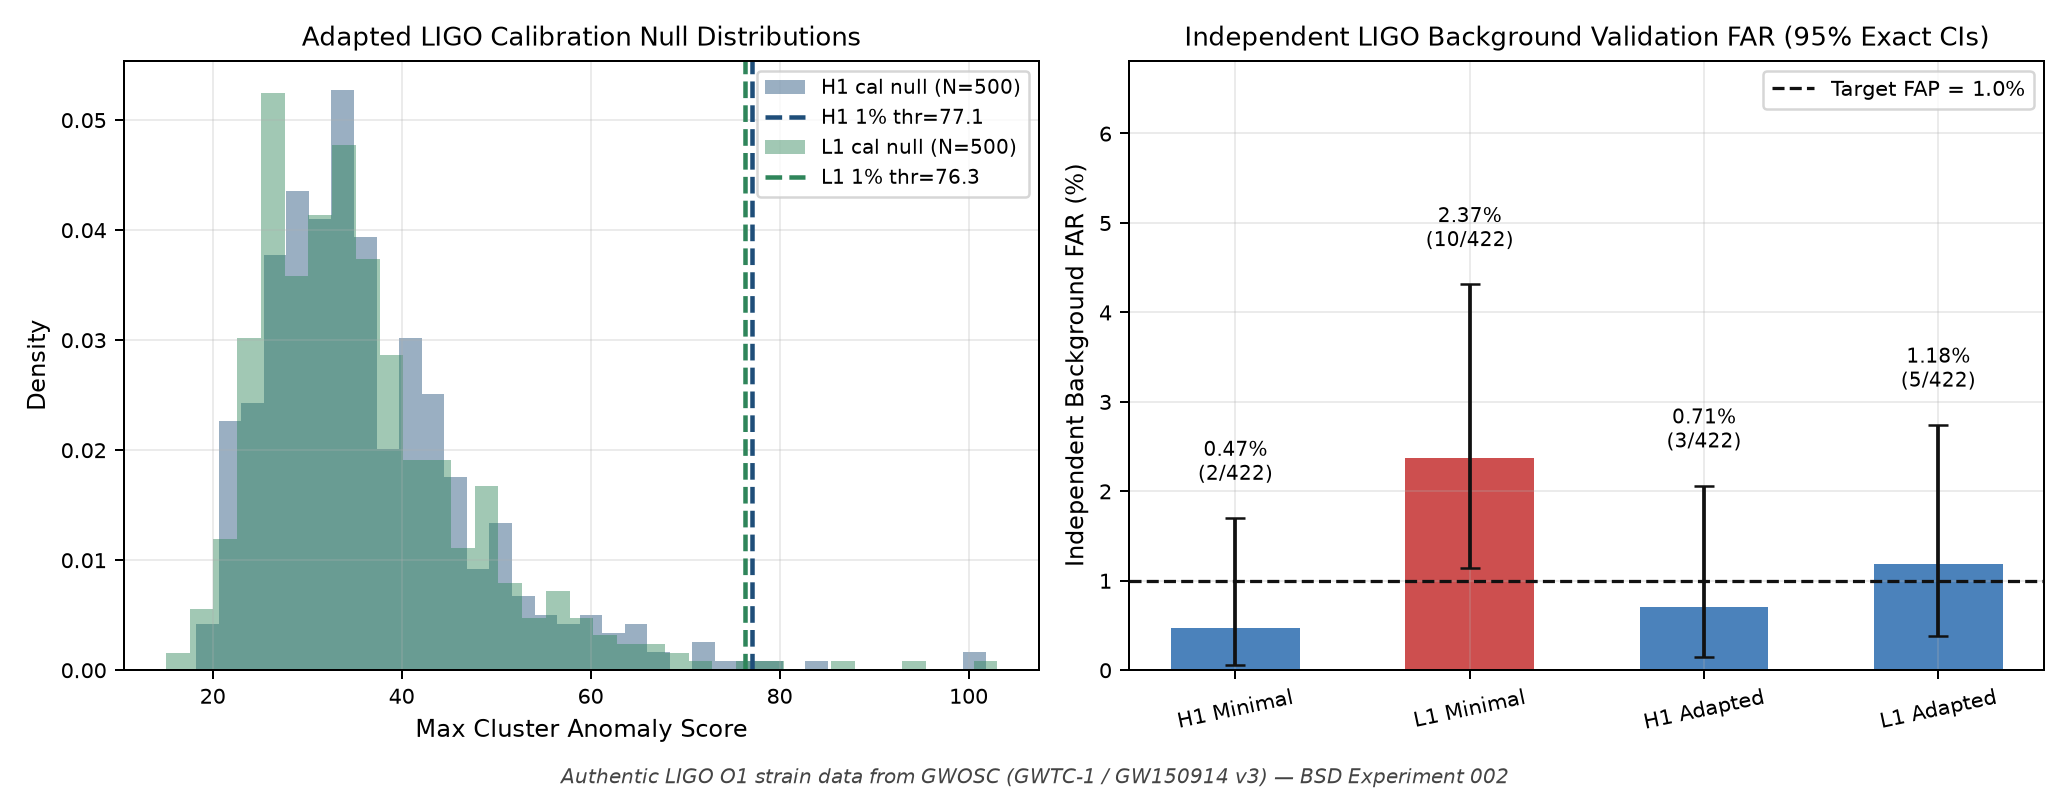 Adapted LIGO Calibration Null Distributions
H1 cal null (N=500)
H1 1% thr=77.1
L1 cal null (N=500)
L1 1% thr=76.3
Density
0.05
0.04
0.03
0.02
0.01
0.00
20 40 60 80 100
Max Cluster Anomaly Score
Independent LIGO Background Validation FAR (95% Exact CIs)
Target FAP = 1.0%
Independent Background FAR (%)
6
5
4
3
2
1
0
0.47%
(2/422)
2.37%
(10/422)
0.71%
(3/422)
1.18%
(5/422)
H1 Minimal L1 Minimal H1 Adapted L1 Adapted
Authentic LIGO O1 strain data from GWOSC (GWTC-1 / GW150914 v3) — BSD Experiment 002